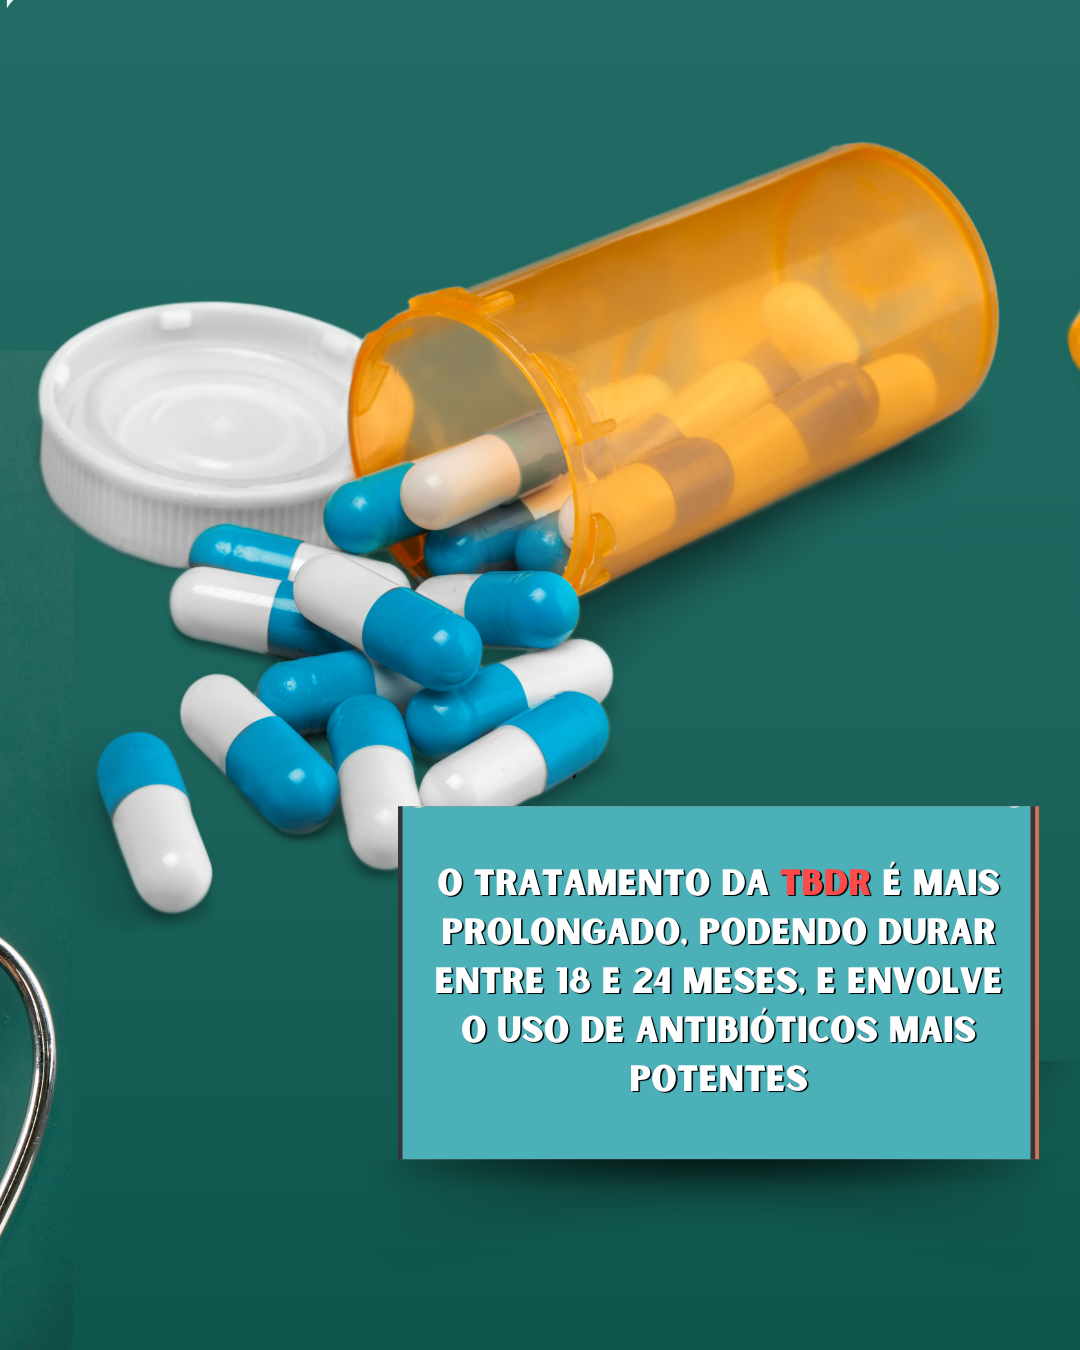 O TRATAMENTO DA TBDR É MAIS
PROLONGADO, PODENDO DURAR
ENTRE 18 E 24 MESES, E ENVOLVE
O USO DE ANTIBIÓTICOS MAIS
POTENTES